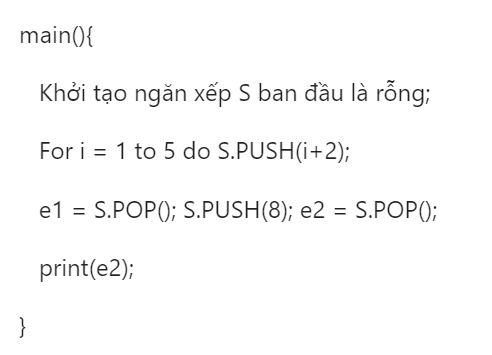 main(){
Khởi tạo ngăn xếp S ban đầu là rỗng;
For i = 1 to 5 do S.PUSH(i+2);
e1 = S.POP(); S.PUSH(8); e2 = S.POP();
print(e2);
}